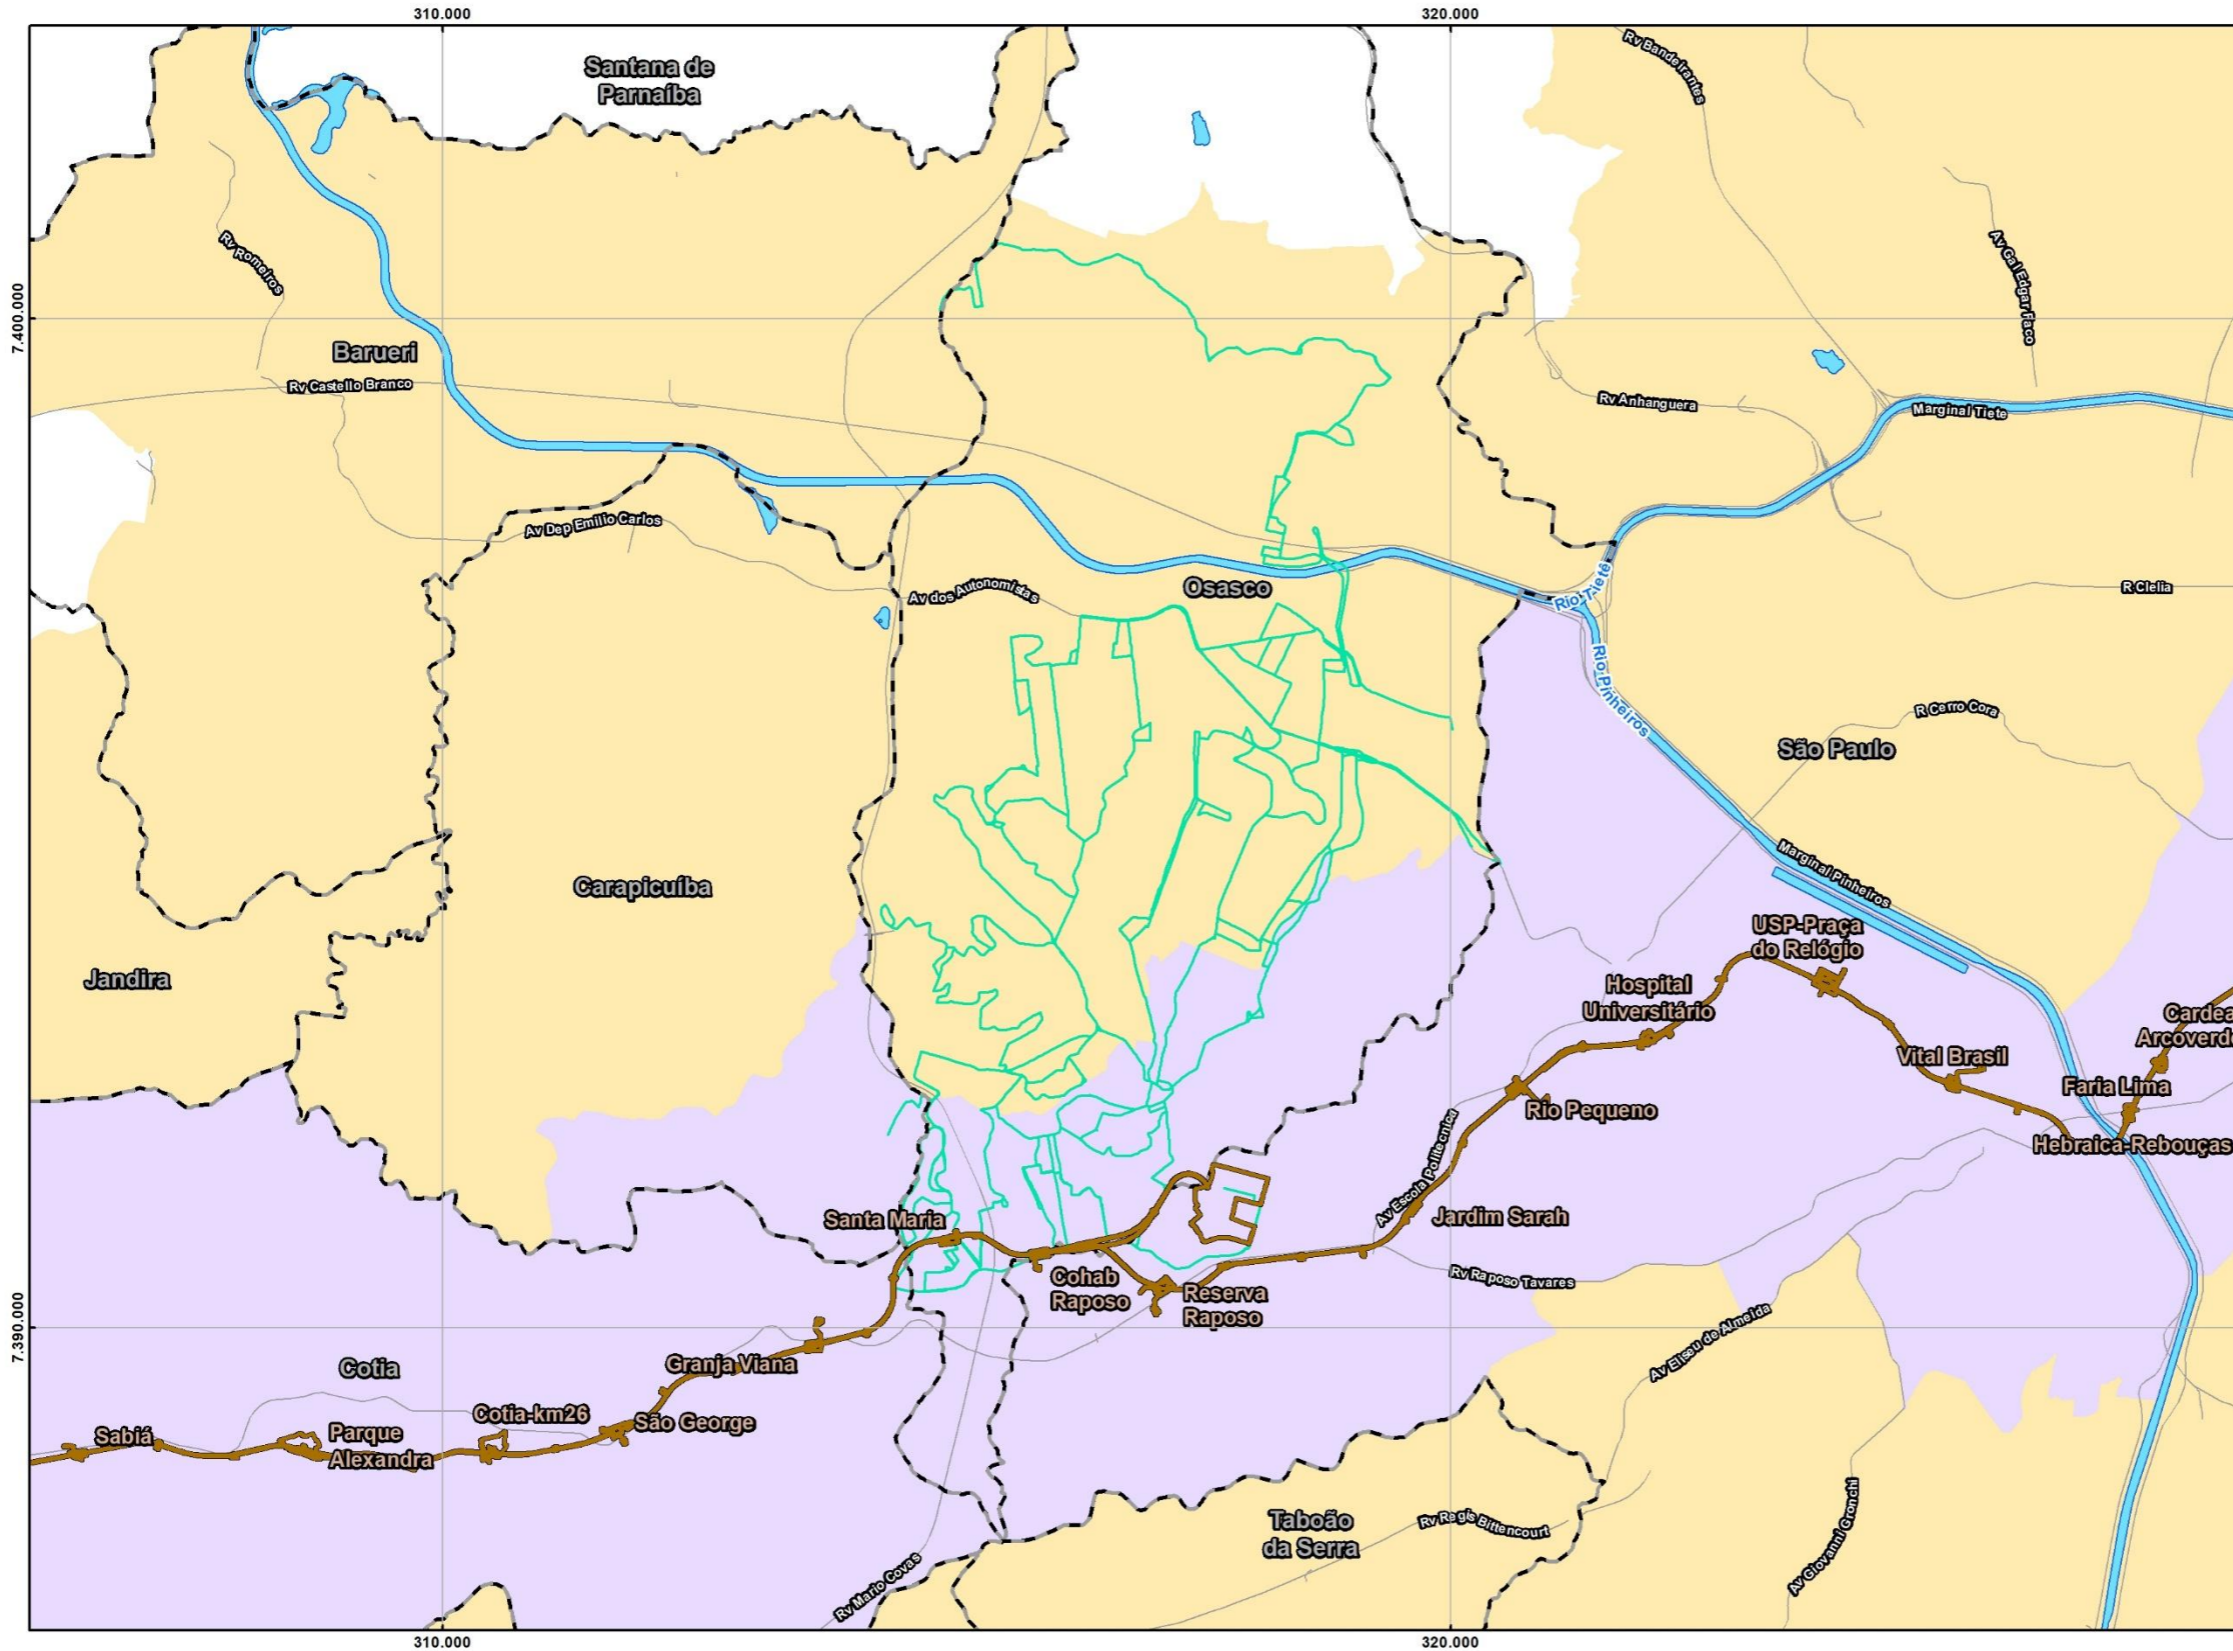 310.000
320.000
Santana de
Parnaíba
Rv Bandeirantes
Rv Romeiros
Av Gal Edgar Faco
7.400.000
Barueri
Rv Castello Branco
Rv Anhanguera
Marginal Tiete
Av Dep Emilio Carlos
Av dos Autonomistas
Osasco
Rio Tietê
R Clelia
Rio Pinheiros
R Cerro Cora
São Paulo
Carapicuíba
Marginal Pinheiros
USP-Praça
do Relógio
Jandira
Hospital
Universitário
Cardea
Arcoverde
Vital Brasil
Faria Lima
Rio Pequeno
Hebraica-Rebouças
Av Escola Politecnica
Santa Maria
Jardim Sarah
Cohab
Raposo
Reserva
Raposo
Rv Raposo Tavares
7.390.000
Av Eliseu de Almeida
Granja Viana
Cotia
Cotia-km26
São George
Sabiá
Parque
Alexandra
Taboão
da Serra
Rv Regis Bittencourt
Av Giovanni Gronchi
Rv Mario Covas
310.000
320.000